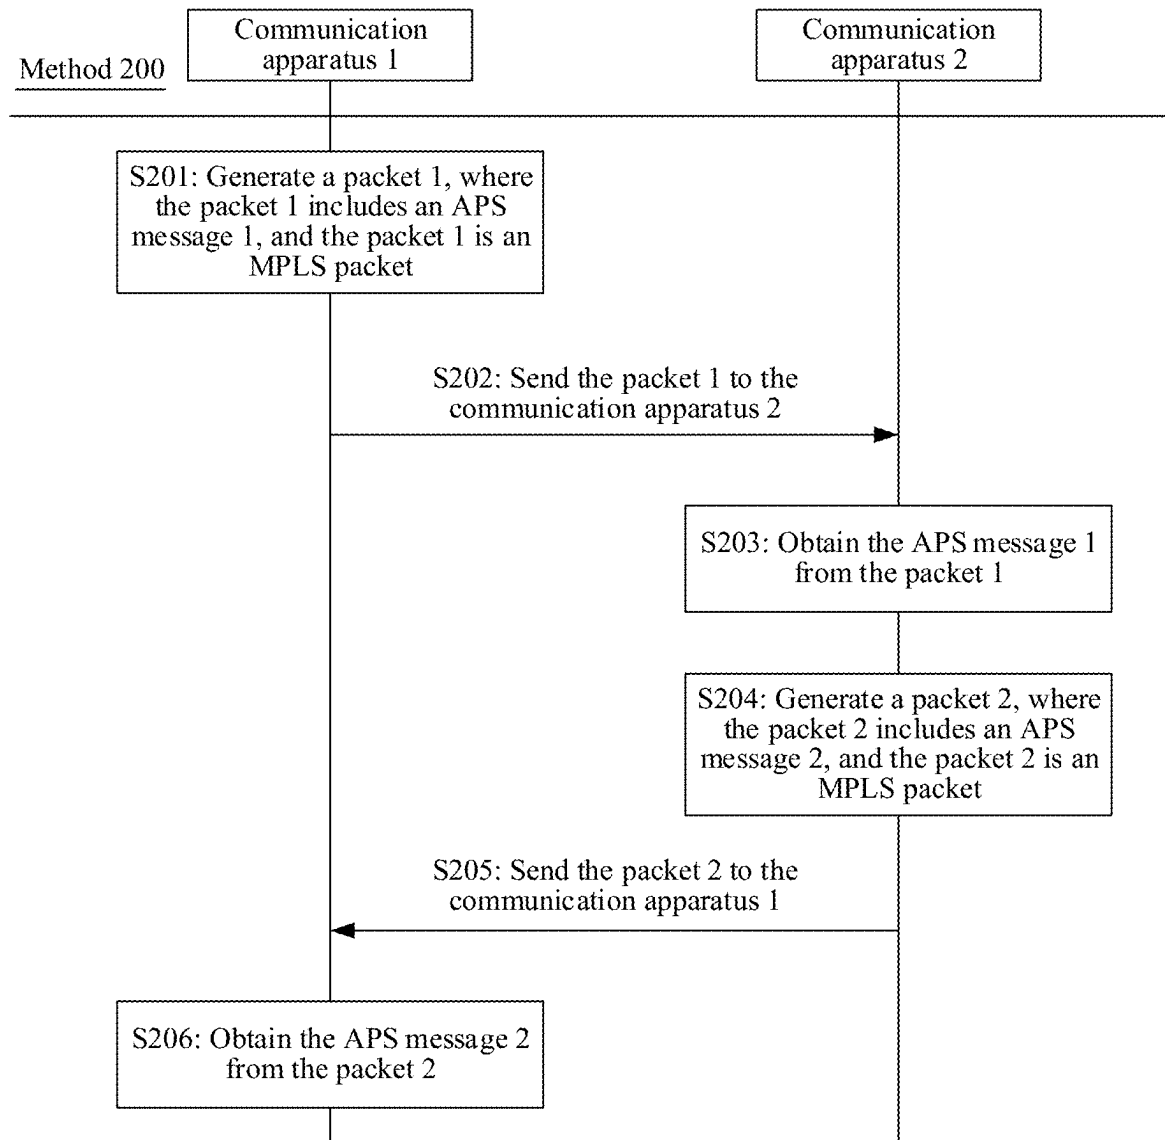 Communication
apparatus 1
Communication
apparatus 2
Method 200
S201: Generate a packet 1, where
the packet 1 includes an APS
message 1, and the packet 1 is an
MPLS packet
S202: Send the packet 1 to the
communication apparatus 2
S203: Obtain the APS message 1
from the packet 1
S204: Generate a packet 2, where
the packet 2 includes an APS
message 2, and the packet 2 is an
MPLS packet
S205: Send the packet 2 to the
communication apparatus 1
S206: Obtain the APS message 2
from the packet 2